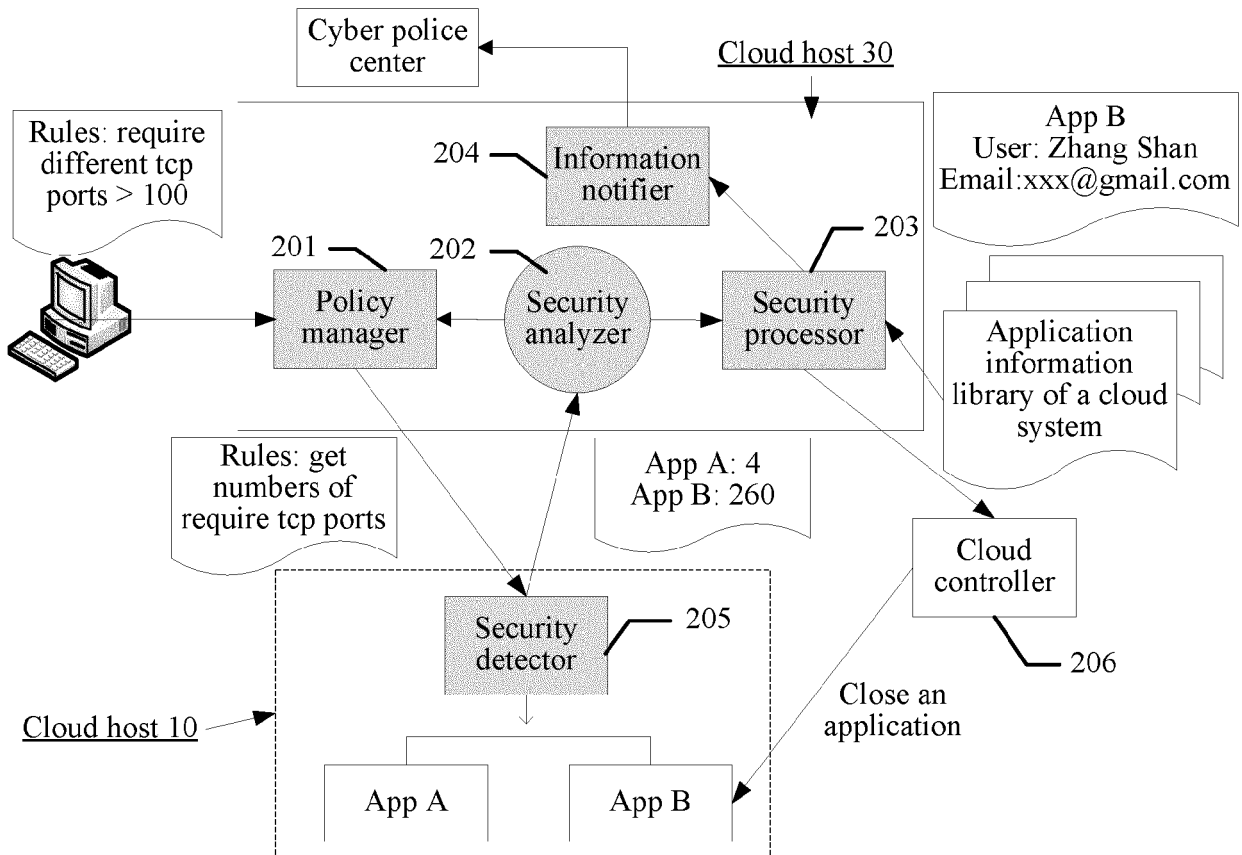 Cyber police
center
Cloud host 30
Rules: require
different tcp
ports > 100
204
Information
notifier
App B
User: Zhang Shan
Email:xxx@gmail.com
201
202
203
Policy
manager
Security
analyzer
Security
processor
Application
information
library of a cloud
system
Rules: get
numbers of
require tcp ports
App A: 4
App B: 260
Cloud
controller
Security
detector
205
206
Cloud host 10
Close an
application
App A
App B